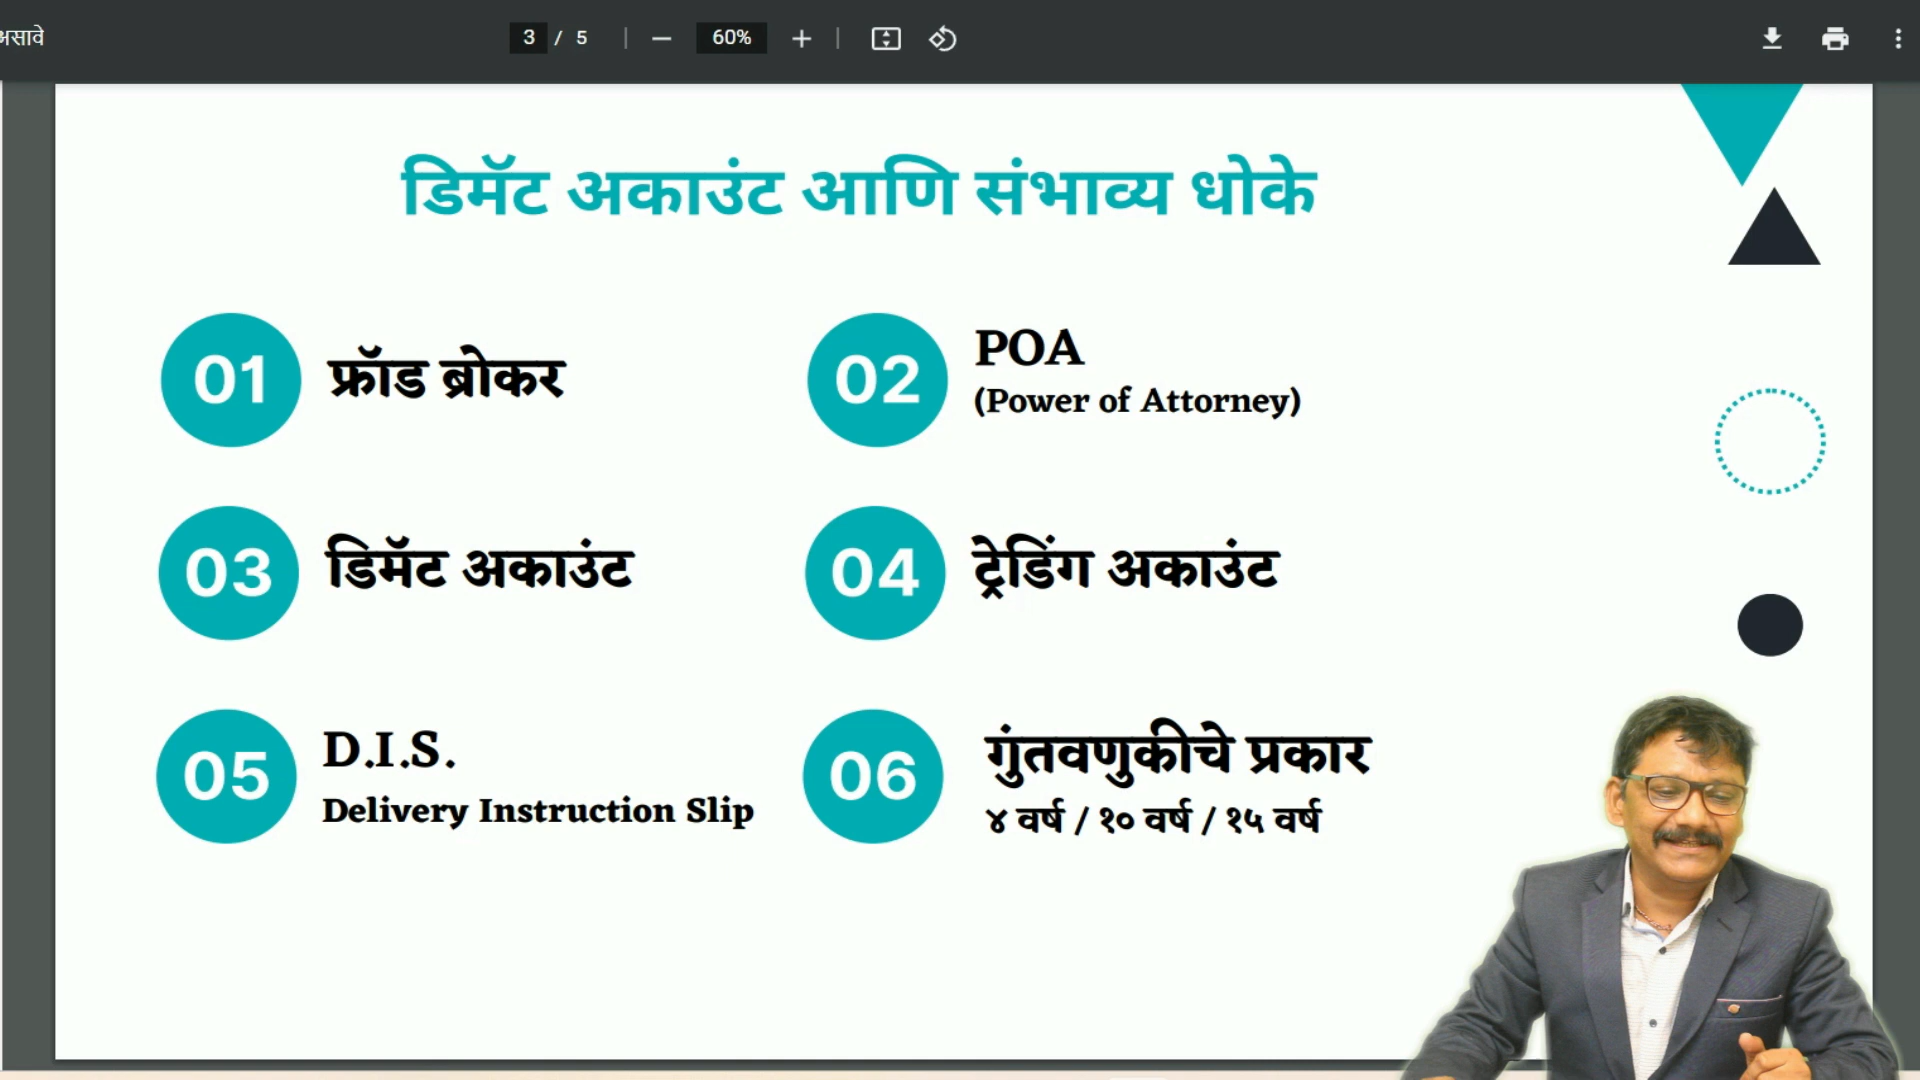 असावे
3 / 5
60%
डिमॅट अकाउंट आणि संभाव्य धोके
01
फ्रॉड ब्रोकर
02
POA
(Power of Attorney)
03
डिमॅट अकाउंट
04
ट्रेडिंग अकाउंट
05
D.I.S.
Delivery Instruction Slip
06
गुंतवणुकीचे प्रकार
४ वर्ष / १० वर्ष / १५ वर्ष